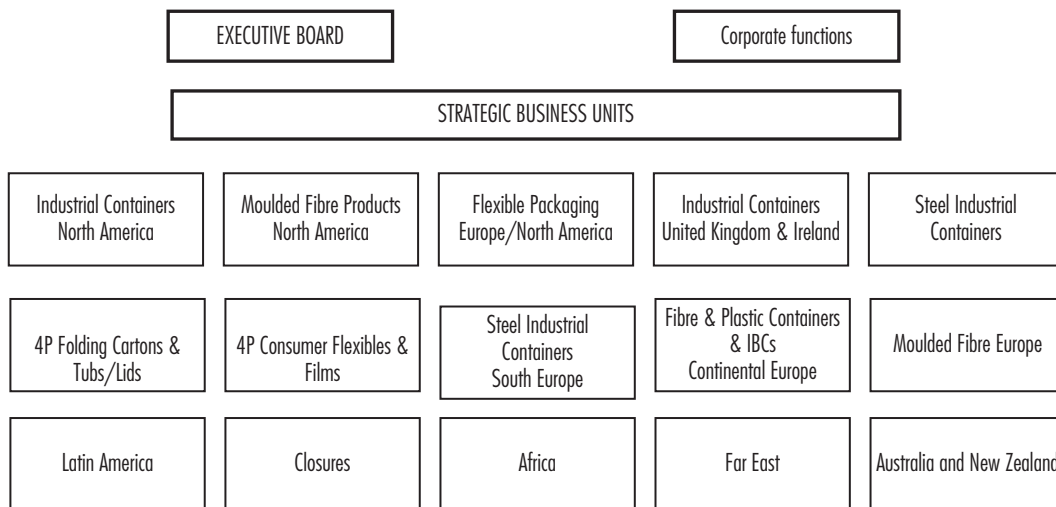 EXECUTIVE BOARD
Corporate functions
STRATEGIC BUSINESS UNITS
Industrial Containers
North America
Moulded Fibre Products
North America
Flexible Packaging
Europe/North America
Industrial Containers
United Kingdom & Ireland
Steel Industrial
Containers
4P Folding Cartons &
Tubs/Lids
4P Consumer Flexibles &
Films
Steel Industrial
Containers
South Europe
Fibre & Plastic Containers
& IBCs
Continental Europe
Moulded Fibre Europe
Latin America
Closures
Africa
Far East
Australia and New Zealand